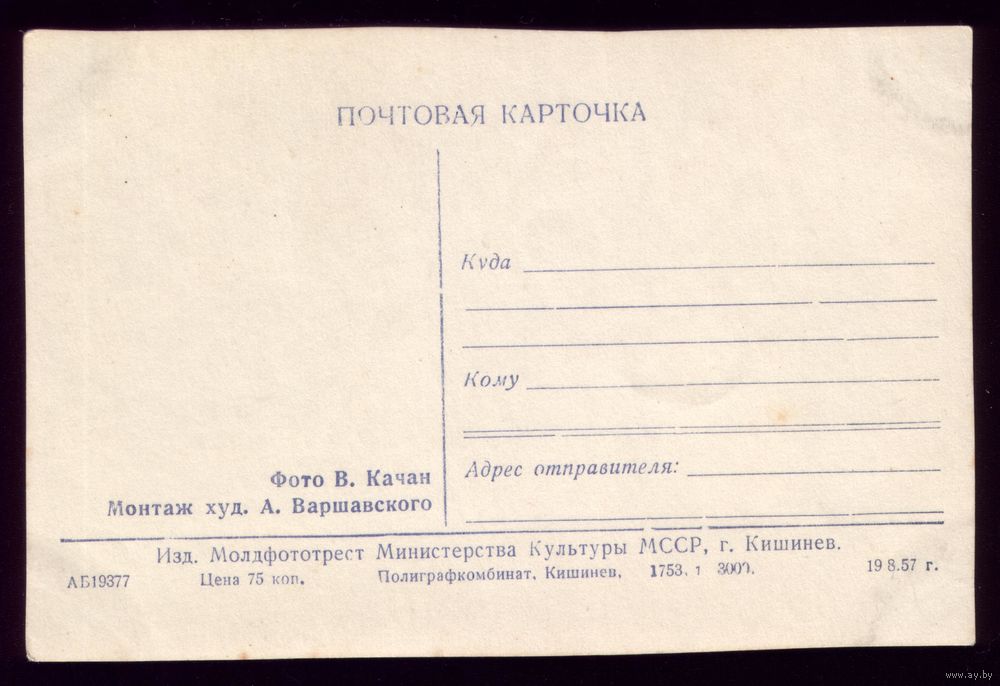 ПОЧТОВАЯ КАРТОЧКА
Куда
Кому
Адрес отправителя:
Фото В. Качан
Монтаж худ. А. Варшавского
Изд. Молдфототрест Министерства Культуры МССР, г. Кишинев.
АБ19377 Цена 75 коп. Полиграфкомбинат, Кишинев, 1753, т 3000. 19 8.57 г.
www.ay.by